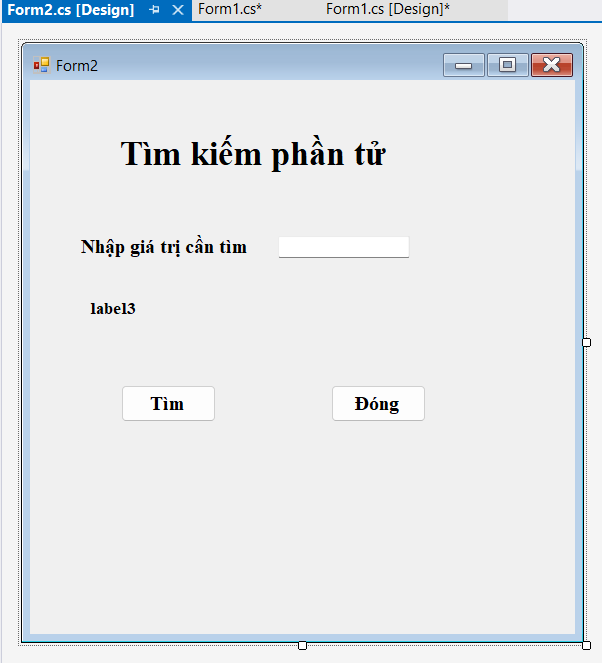 Form2.cs [Design] Form1.cs* Form1.cs [Design]*
Form2
Tìm kiếm phần tử
Nhập giá trị cần tìm
label3
Tìm Đóng